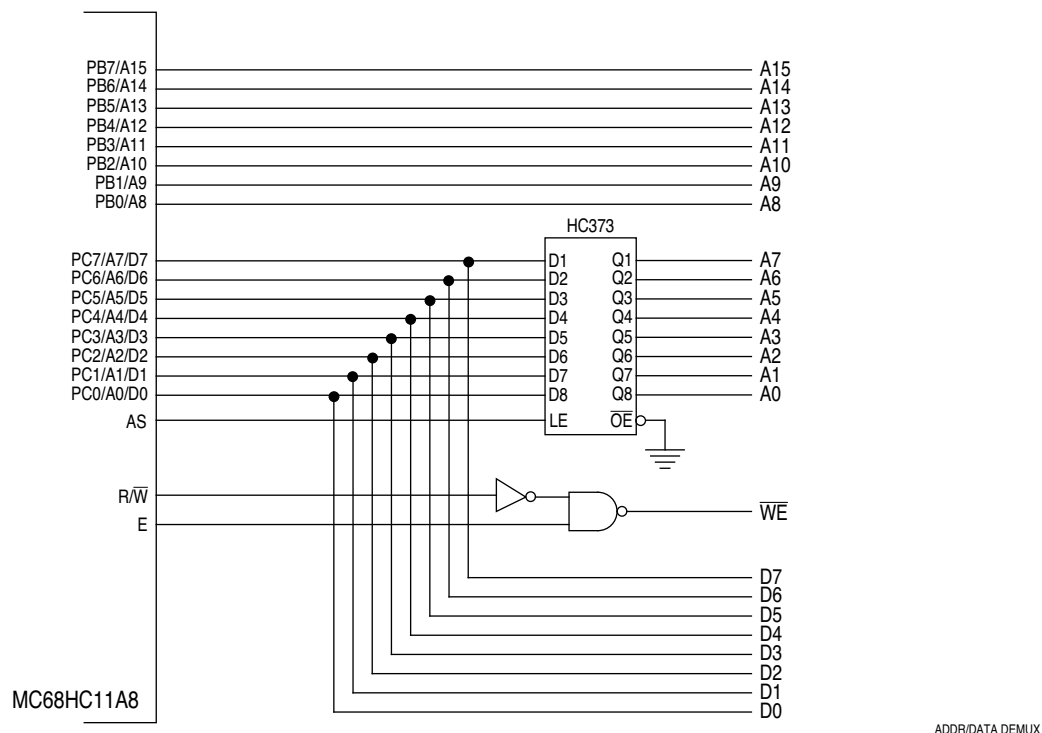 PB7/A15 A15
PB6/A14 A14
PB5/A13 A13
PB4/A12 A12
PB3/A11 A11
PB2/A10 A10
PB1/A9 A9
PB0/A8 A8
HC373
PC7/A7/D7 D1 Q1 A7
PC6/A6/D6 D2 Q2 A6
PC5/A5/D5 D3 Q3 A5
PC4/A4/D4 D4 Q4 A4
PC3/A3/D3 D5 Q5 A3
PC2/A2/D2 D6 Q6 A2
PC1/A1/D1 D7 Q7 A1
PC0/A0/D0 D8 Q8 A0
AS LE O̅E̅
R/W̅
E W̅E̅
D7
D6
D5
D4
D3
D2
MC68HC11A8 D1
D0
ADDR/DATA DEMUX